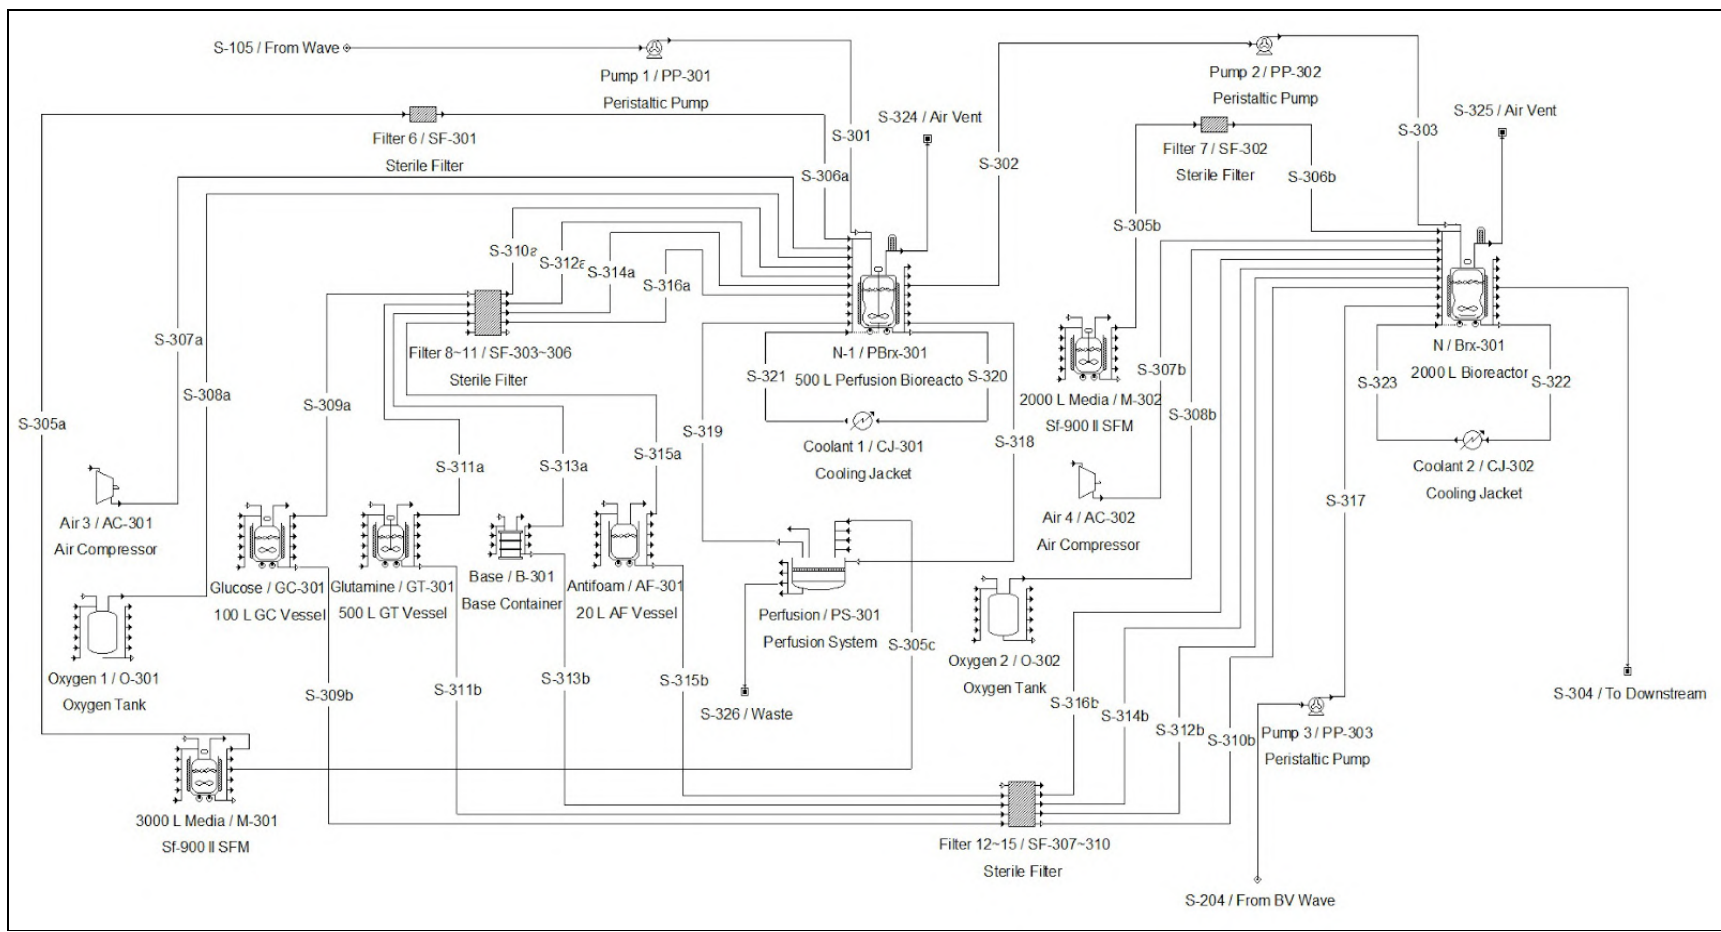 S-105 / From Wave
Pump 1 / PP-301
Peristaltic Pump
Pump 2 / PP-302
Peristaltic Pump
S-324 / Air Vent
S-325 / Air Vent
Filter 6 / SF-301
Sterile Filter
S-301
S-306a
S-302
Filter 7 / SF-302
Sterile Filter
S-303
S-306b
S-305b
S-310a
S-312a
S-314a
S-316a
S-307a
S-308a
S-309a
S-305a
Filter 8~11 / SF-303~306
Sterile Filter
N-1 / PBrx-301
500 L Perfusion Bioreacto
S-321
S-320
Coolant 1 / CJ-301
Cooling Jacket
2000 L Media / M-302
Sf-900 II SFM
S-307b
S-308b
N / Brx-301
2000 L Bioreactor
S-323
S-322
Coolant 2 / CJ-302
Cooling Jacket
S-319
S-318
S-311a
S-313a
S-315a
S-317
Air 3 / AC-301
Air Compressor
Air 4 / AC-302
Air Compressor
Glucose / GC-301
100 L GC Vessel
Glutamine / GT-301
500 L GT Vessel
Base / B-301
Base Container
Antifoam / AF-301
20 L AF Vessel
Perfusion / PS-301
Perfusion System
S-305c
Oxygen 1 / O-301
Oxygen Tank
Oxygen 2 / O-302
Oxygen Tank
S-309b
S-311b
S-313b
S-315b
S-326 / Waste
S-316b
S-314b
S-312b
S-310b
S-304 / To Downstream
Pump 3 / PP-303
Peristaltic Pump
3000 L Media / M-301
Sf-900 II SFM
Filter 12~15 / SF-307~310
Sterile Filter
S-204 / From BV Wave